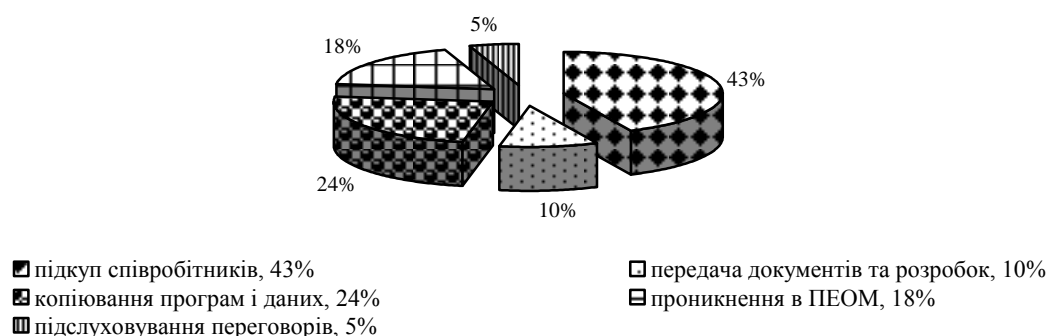 5%
18%
43%
24%
10%
підкуп співробітників, 43%
передача документів та розробок, 10%
копіювання програм і даних, 24%
проникнення в ПЕОМ, 18%
підслуховування переговорів, 5%